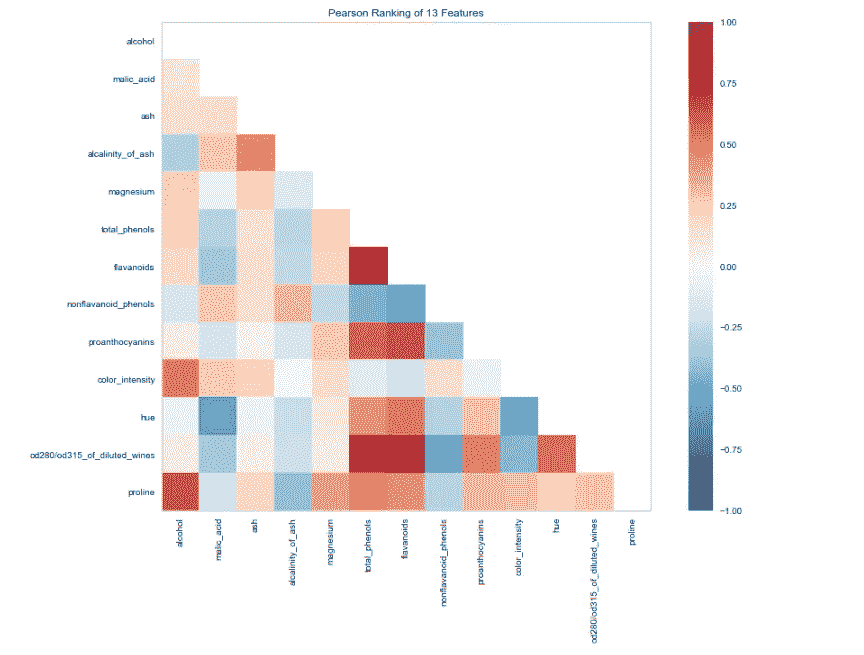 Pearson Ranking of 13 Features
alcohol
malic_acid
ash
alcalinity_of_ash
magnesium
total_phenols
flavanoids
nonflavanoid_phenols
proanthocyanins
color_intensity
hue
od280/od315_of_diluted_wines
proline
alcohol
malic_acid
ash
alcalinity_of_ash
magnesium
total_phenols
flavanoids
nonflavanoid_phenols
proanthocyanins
color_intensity
hue
od280/od315_of_diluted_wines
proline
1.00
0.75
0.50
0.25
0.00
−0.25
−0.50
−0.75
−1.00